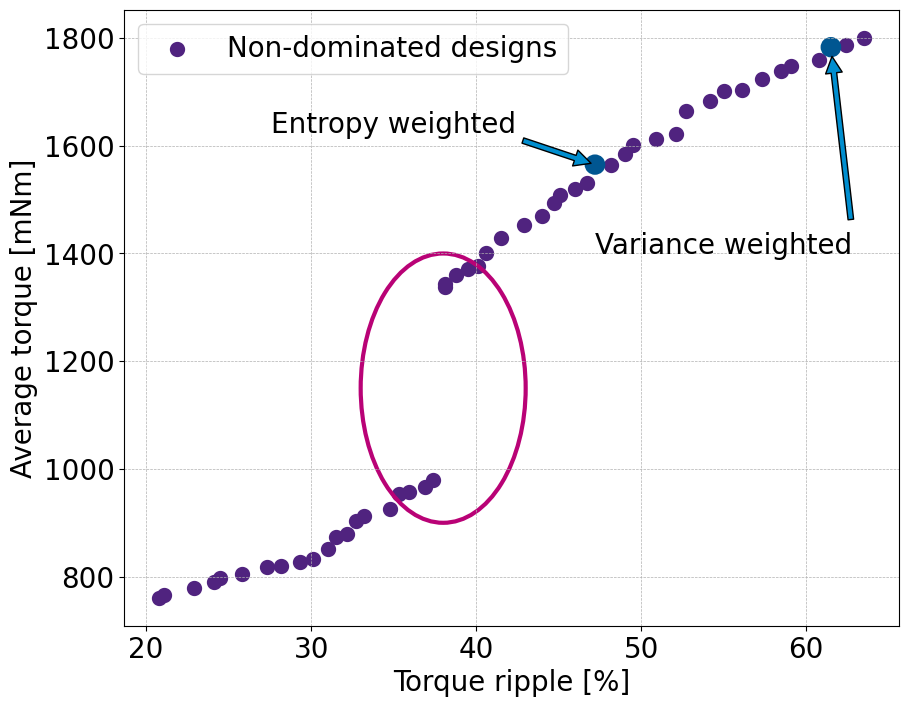 Non-dominated designs
Entropy weighted
Variance weighted
Average torque [mNm]
1800
1600
1400
1200
1000
800
20
30
40
50
60
Torque ripple [%]